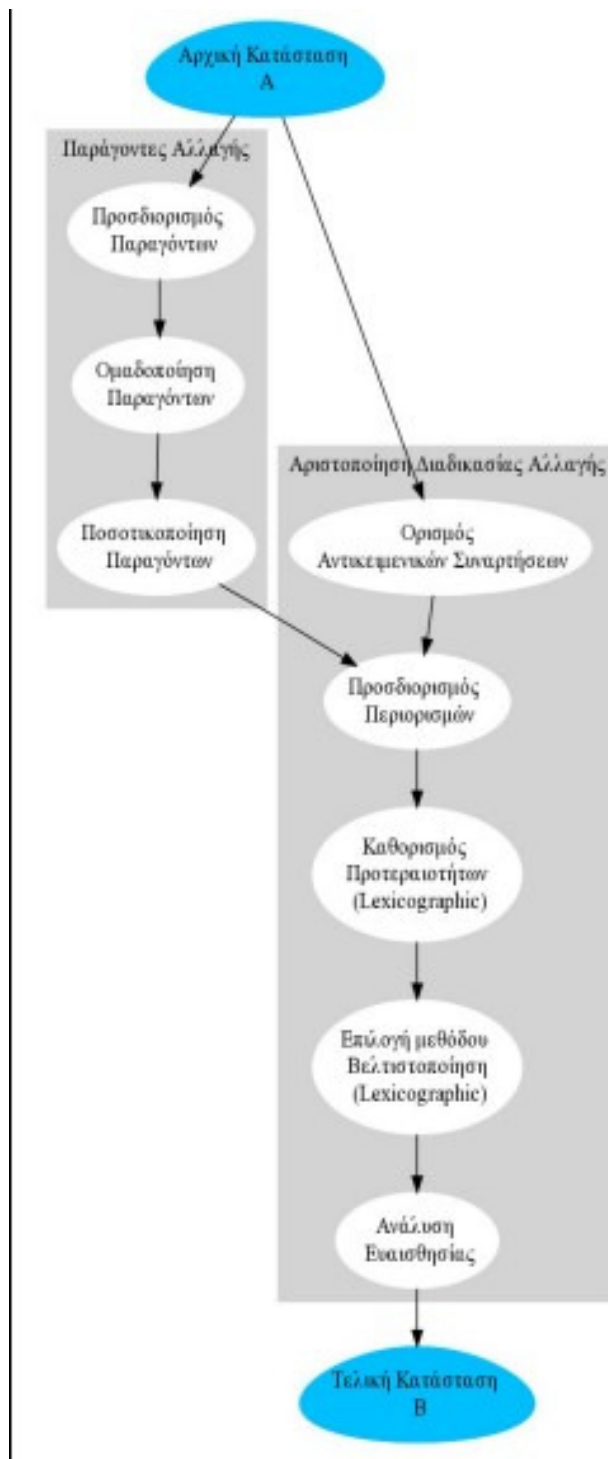 Αρχική Κατάσταση
Α
Παράγοντες Αλλαγής
Προσδιορισμός
Παραγόντων
Ομαδοποίηση
Παραγόντων
Ποσοτικοποίηση
Παραγόντων
Αριστοποίηση Διαδικασίας Αλλαγής
Ορισμός
Αντικειμενικών Συναρτήσεων
Προσδιορισμός
Περιορισμών
Καθορισμός
Προτεραιοτήτων
(Lexicographic)
Επιλογή μεθόδου
Βελτιστοποίηση
(Lexicographic)
Ανάλυση
Ευαισθησίας
Τελική Κατάσταση
Β